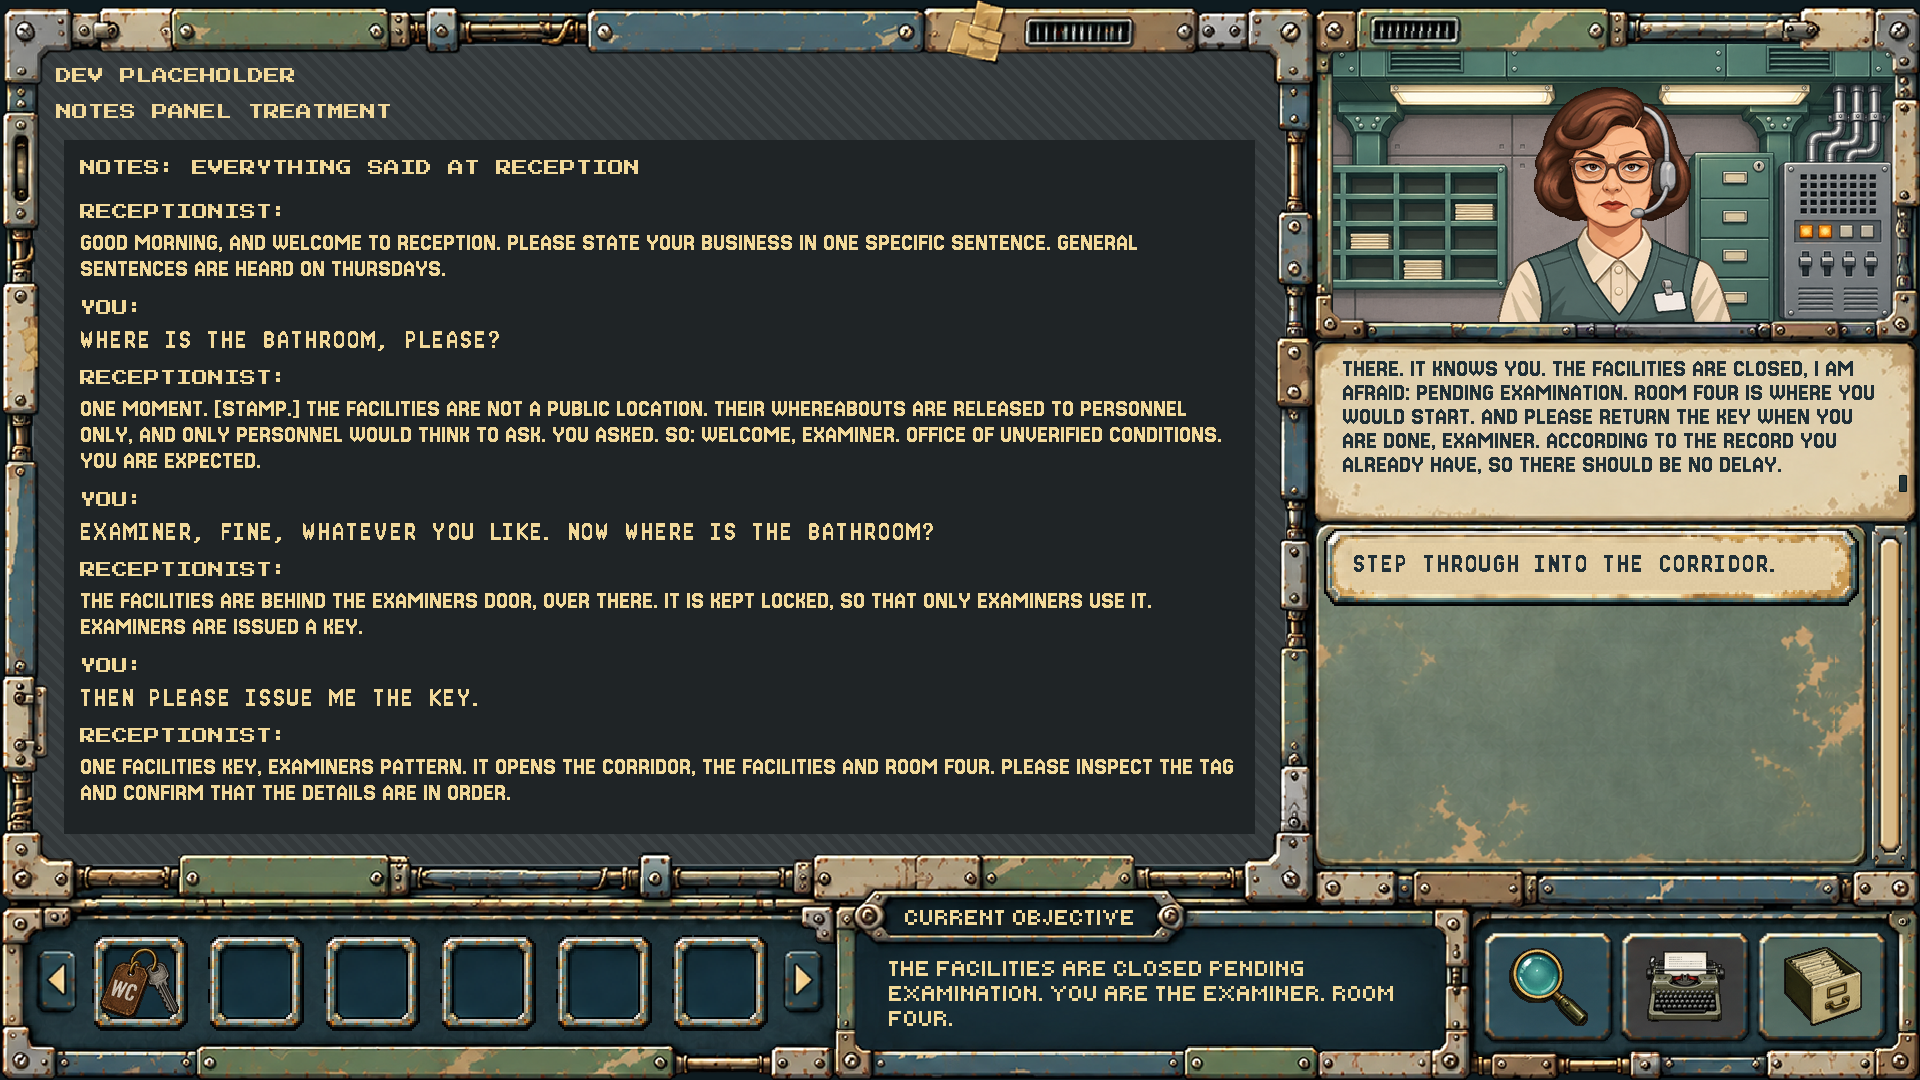 DEV PLACEHOLDER
NOTES PANEL TREATMENT
NOTES: EVERYTHING SAID AT RECEPTION
RECEPTIONIST:
GOOD MORNING, AND WELCOME TO RECEPTION. PLEASE STATE YOUR BUSINESS IN ONE SPECIFIC SENTENCE. GENERAL
SENTENCES ARE HEARD ON THURSDAYS.
YOU:
WHERE IS THE BATHROOM, PLEASE?
RECEPTIONIST:
ONE MOMENT. [STAMP.] THE FACILITIES ARE NOT A PUBLIC LOCATION. THEIR WHEREABOUTS ARE RELEASED TO PERSONNEL
ONLY, AND ONLY PERSONNEL WOULD THINK TO ASK. YOU ASKED. SO: WELCOME, EXAMINER. OFFICE OF UNVERIFIED CONDITIONS.
YOU ARE EXPECTED.
YOU:
EXAMINER, FINE, WHATEVER YOU LIKE. NOW WHERE IS THE BATHROOM?
RECEPTIONIST:
THE FACILITIES ARE BEHIND THE EXAMINERS DOOR, OVER THERE. IT IS KEPT LOCKED, SO THAT ONLY EXAMINERS USE IT.
EXAMINERS ARE ISSUED A KEY.
YOU:
THEN PLEASE ISSUE ME THE KEY.
RECEPTIONIST:
ONE FACILITIES KEY, EXAMINERS PATTERN. IT OPENS THE CORRIDOR, THE FACILITIES AND ROOM FOUR. PLEASE INSPECT THE TAG
AND CONFIRM THAT THE DETAILS ARE IN ORDER.
THERE. IT KNOWS YOU. THE FACILITIES ARE CLOSED, I AM
AFRAID: PENDING EXAMINATION. ROOM FOUR IS WHERE YOU
WOULD START. AND PLEASE RETURN THE KEY WHEN YOU
ARE DONE, EXAMINER. ACCORDING TO THE RECORD YOU
ALREADY HAVE, SO THERE SHOULD BE NO DELAY.
STEP THROUGH INTO THE CORRIDOR.
WC
CURRENT OBJECTIVE
THE FACILITIES ARE CLOSED PENDING
EXAMINATION. YOU ARE THE EXAMINER. ROOM
FOUR.